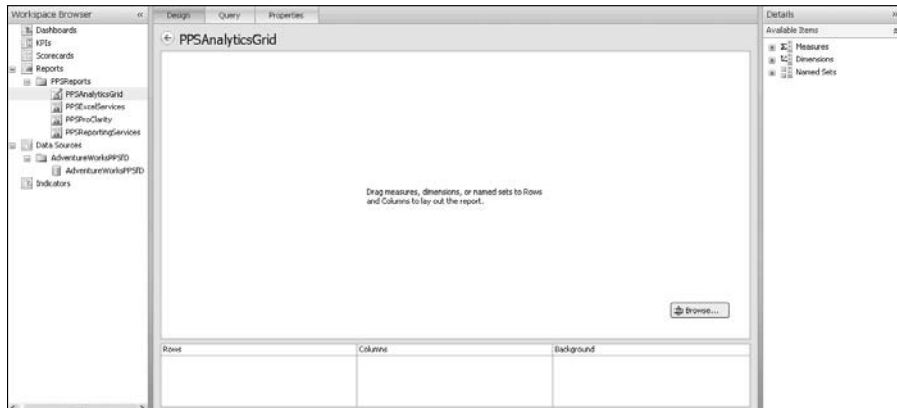 Workspace Browser «
Dashboards
KPIs
Scorecards
Reports
PPSReports
PPSAnalyticsGrid
PPSExcelServices
PPSProClarity
PPSReportingServices
Data Sources
AdventureWorksPPSTD
AdventureWorksPPSTD
Indicators
Design Query Properties
PPSAnalyticsGrid
Drag measures, dimensions, or named sets to Rows
and Columns to lay out the report.
Browse...
Rows Columns Background
Details »
Available Items
Measures
Dimensions
Named Sets